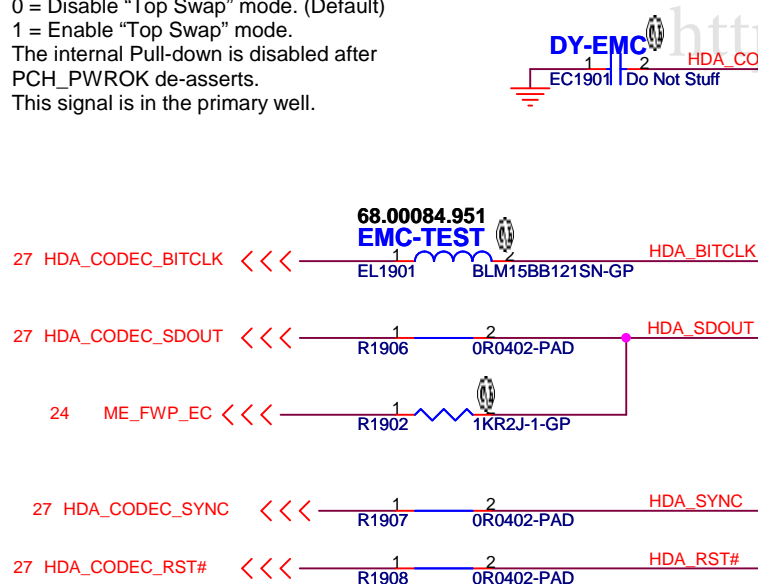 0 = Disable “Top Swap” mode. (Default)
1 = Enable “Top Swap” mode.
The internal Pull-down is disabled after
PCH_PWROK de-asserts.
This signal is in the primary well.
htt
DY-EMC
1 2 HDA_CO
EC1901 Do Not Stuff
68.00084.951
EMC-TEST
27 HDA_CODEC_BITCLK 1 2 HDA_BITCLK
EL1901 BLM15BB121SN-GP
27 HDA_CODEC_SDOUT 1 2 HDA_SDOUT
R1906 0R0402-PAD
24 ME_FWP_EC 1 2
R1902 1KR2J-1-GP
27 HDA_CODEC_SYNC 1 2 HDA_SYNC
R1907 0R0402-PAD
27 HDA_CODEC_RST# 1 2 HDA_RST#
R1908 0R0402-PAD